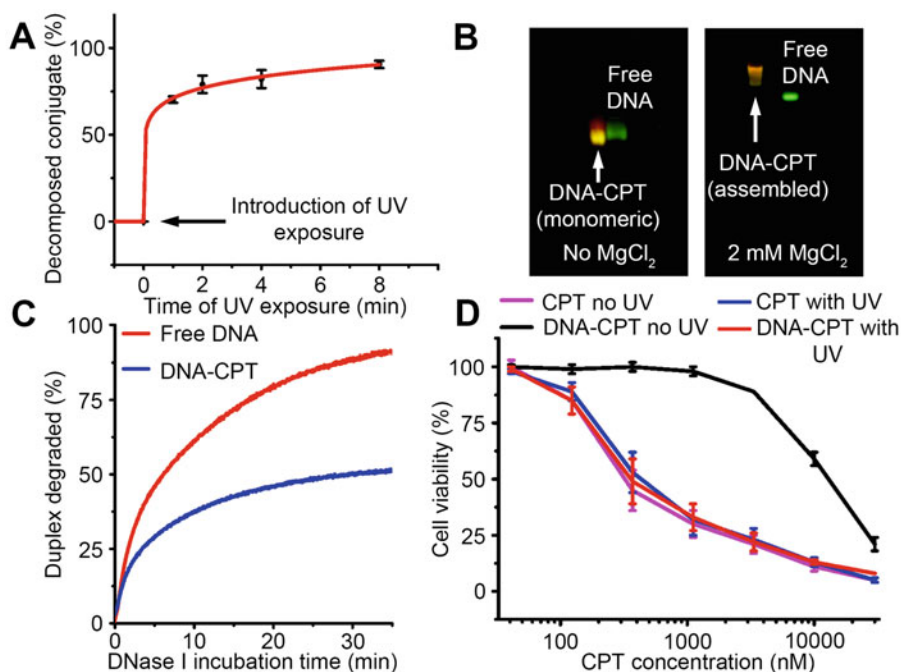 A
Decomposed conjugate (%)
100
75
50
25
0
Introduction of UV
exposure
0 2 4 6 8
Time of UV exposure (min)
B
Free
DNA
DNA-CPT
(monomeric)
No MgCl₂
Free
DNA
DNA-CPT
(assembled)
2 mM MgCl₂
C
Free DNA
DNA-CPT
Duplex degraded (%)
100
75
50
25
0
0 10 20 30
DNase I incubation time (min)
D
CPT no UV
CPT with UV
DNA-CPT no UV
DNA-CPT with
UV
Cell viability (%)
100
75
50
25
0
100 1000 10000
CPT concentration (nM)